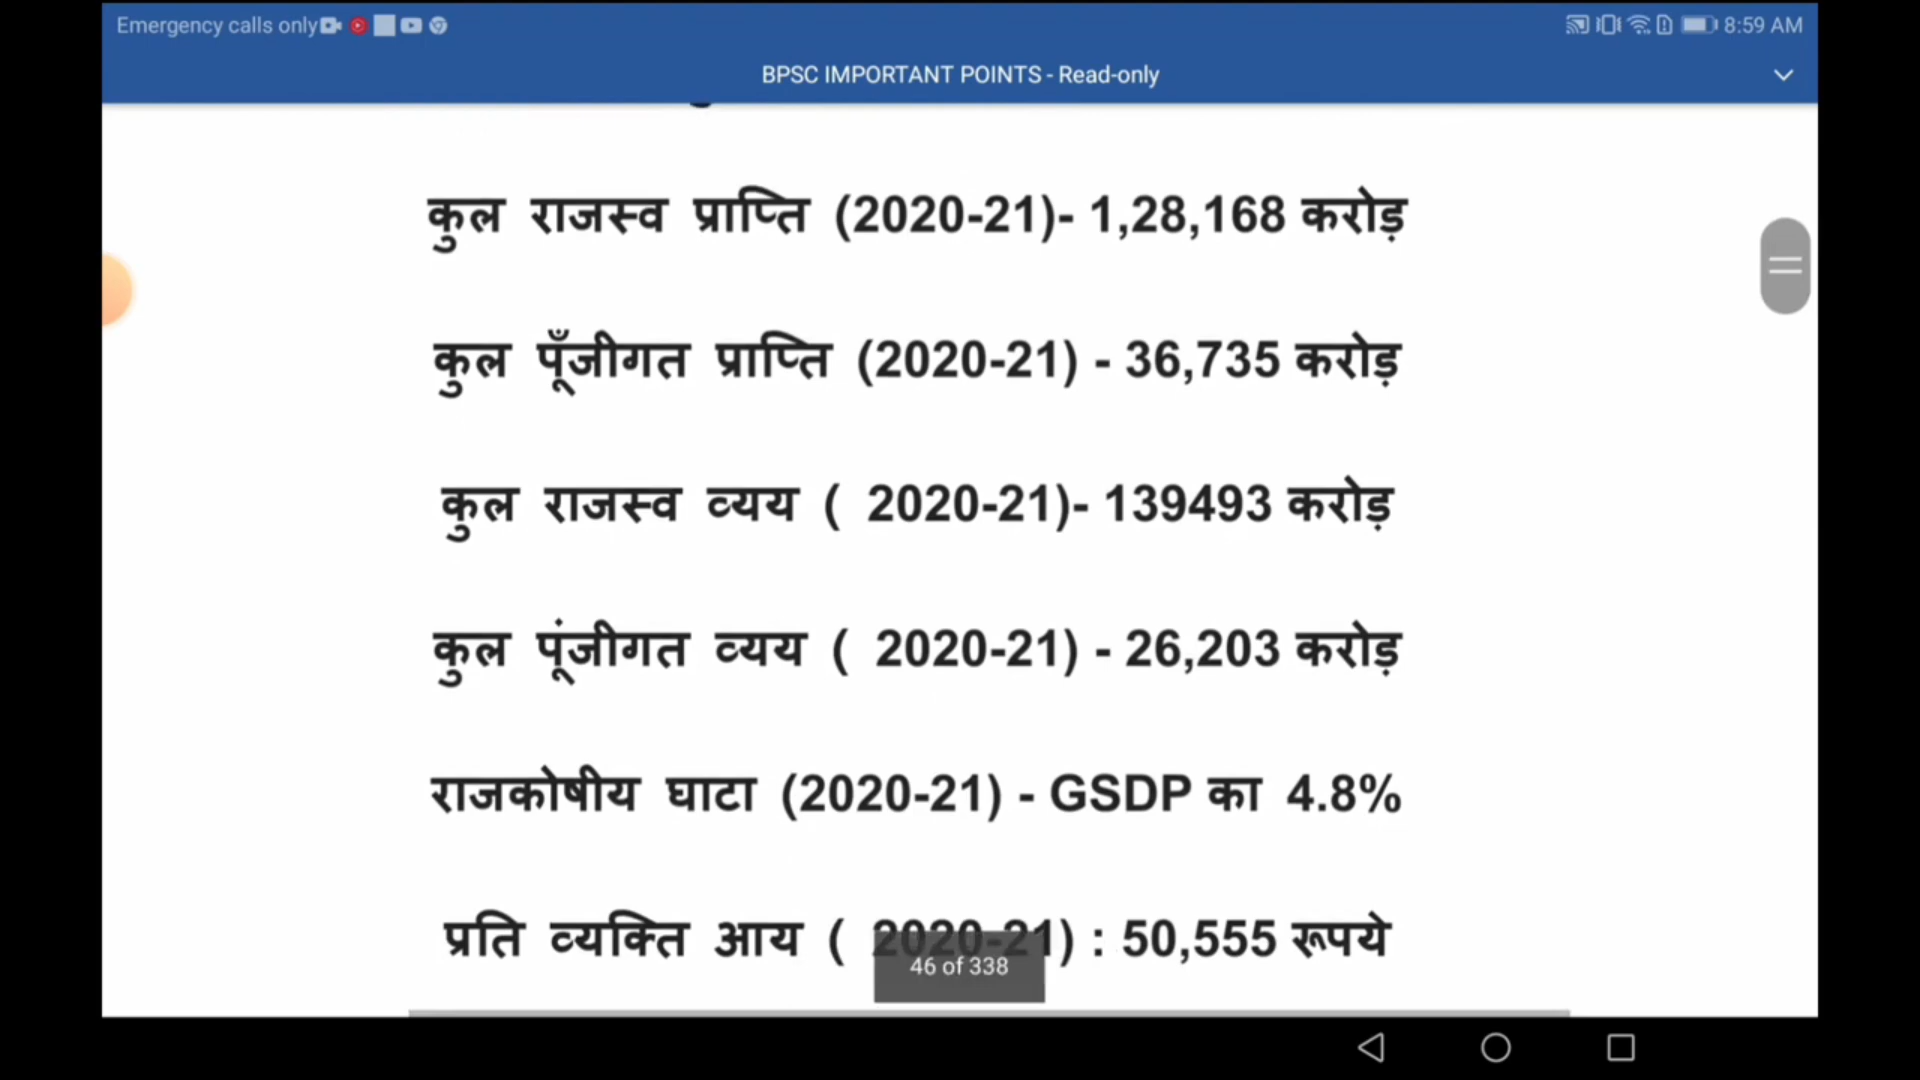 Emergency calls only
8:59 AM
BPSC IMPORTANT POINTS - Read-only
कुल राजस्व प्राप्ति (2020-21)- 1,28,168 करोड़
कुल पूँजीगत प्राप्ति (2020-21) - 36,735 करोड़
कुल राजस्व व्यय ( 2020-21)- 139493 करोड़
कुल पूंजीगत व्यय ( 2020-21) - 26,203 करोड़
राजकोषीय घाटा (2020-21) - GSDP का 4.8%
प्रति व्यक्ति आय ( 2020-21) : 50,555 रूपये
46 of 338